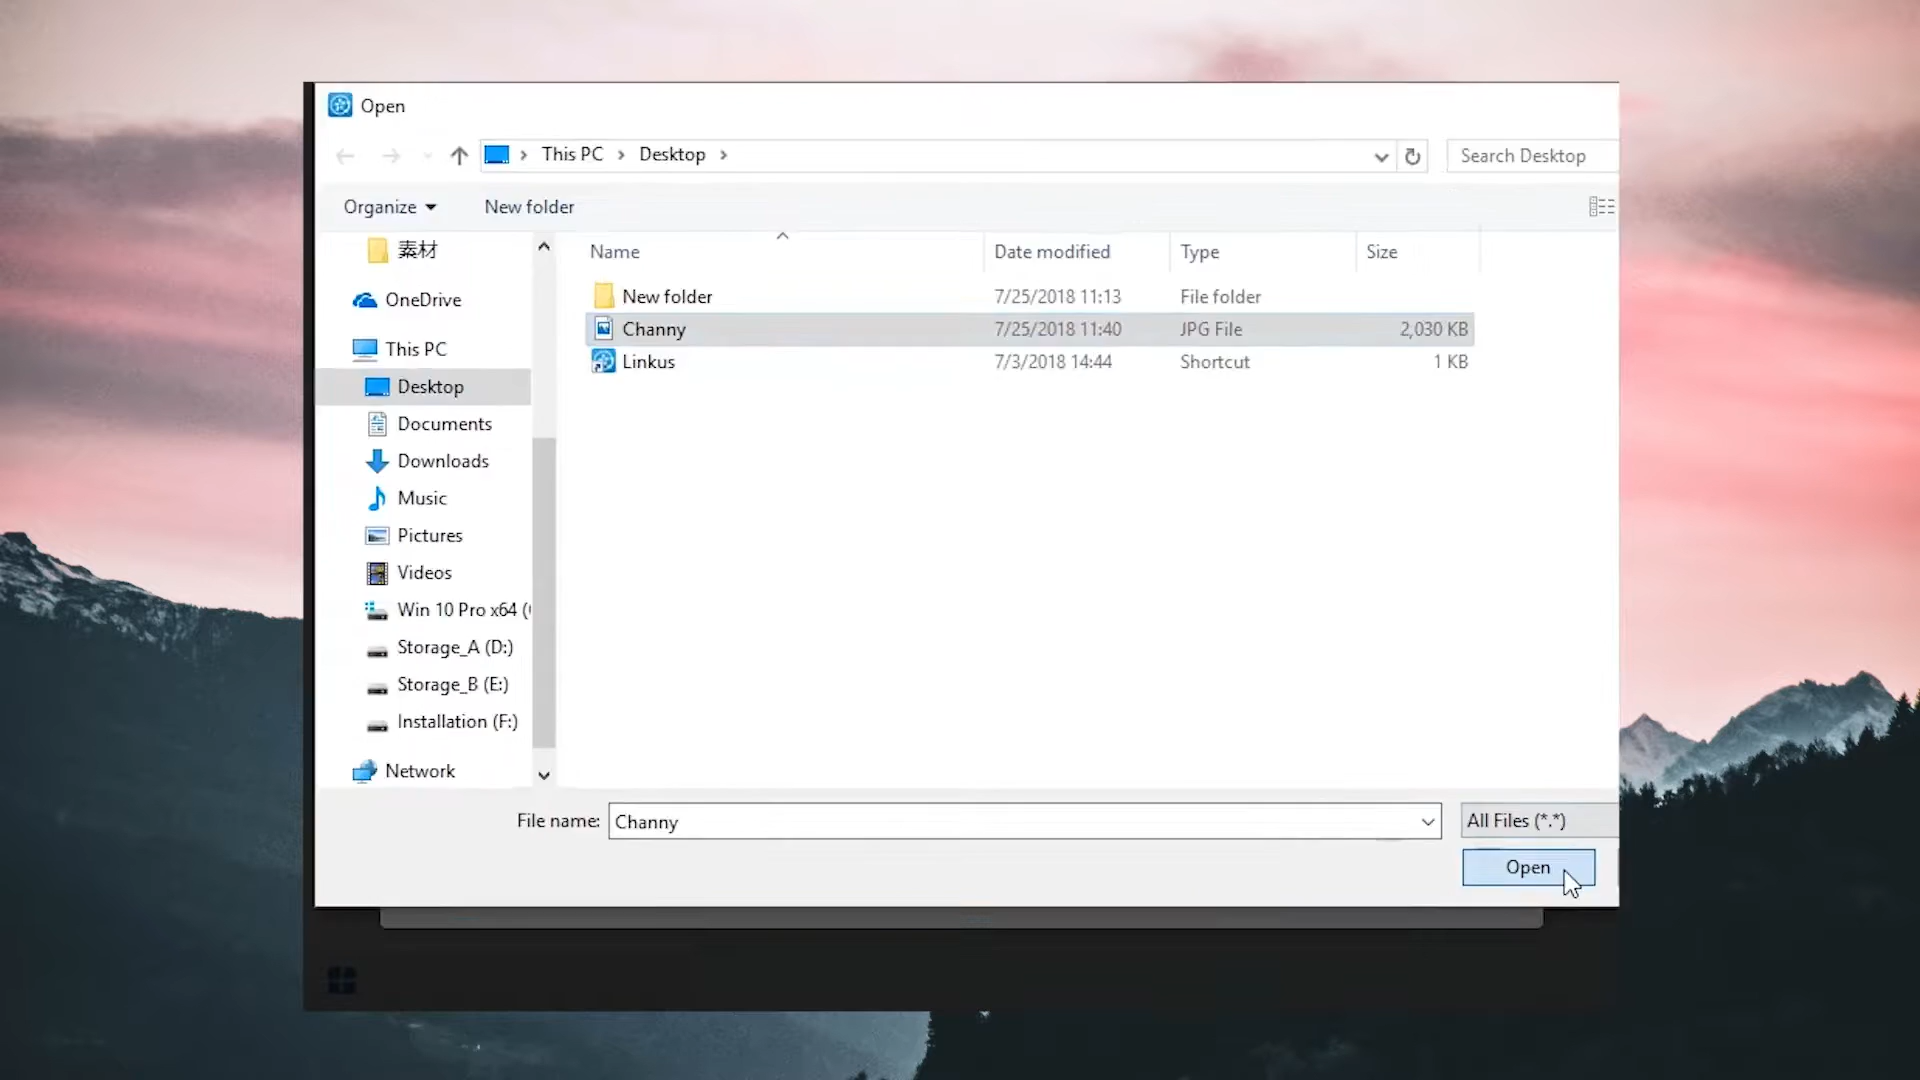 Open
This PC > Desktop >
Search Desktop
Organize
New folder
素材
OneDrive
This PC
Desktop
Documents
Downloads
Music
Pictures
Videos
Win 10 Pro x64 (
Storage_A (D:)
Storage_B (E:)
Installation (F:)
Network
Name Date modified Type Size
New folder 7/25/2018 11:13 File folder
Channy 7/25/2018 11:40 JPG File 2,030 KB
Linkus 7/3/2018 14:44 Shortcut 1 KB
File name: Channy All Files (*.*)
Open